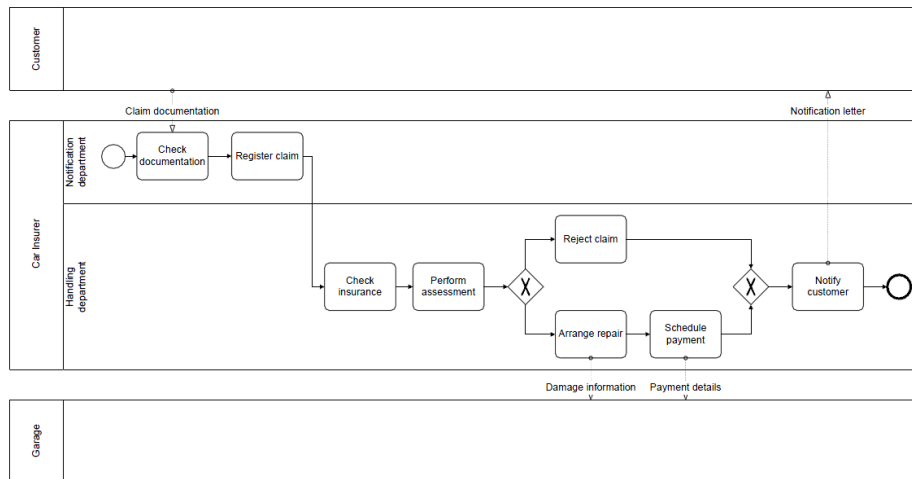 Customer
Claim documentation
Notification letter
Car Insurer
Notification
department
Check
documentation
Register claim
Handling
department
Check
insurance
Perform
assessment
X
Reject claim
Arrange repair
Schedule
payment
X
Notify
customer
Damage information
Payment details
Garage